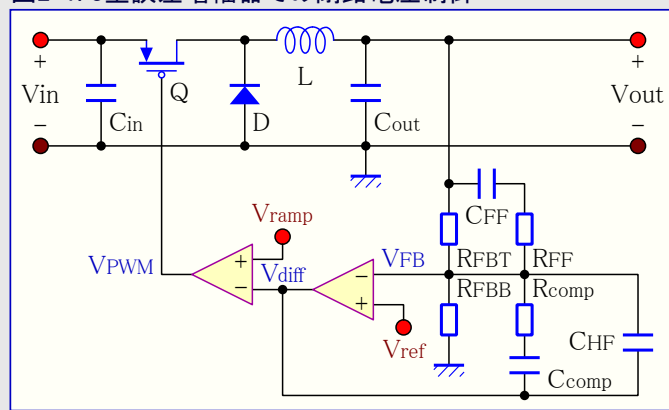 +
Vin
−
Cin
Q
D
L
Cout
+
Vout
−
CFF
Vramp
VPWM
+
−
Vdiff
VFB
−
+
Vref
RFBT
RFF
RFBB
Rcomp
CHF
Ccomp